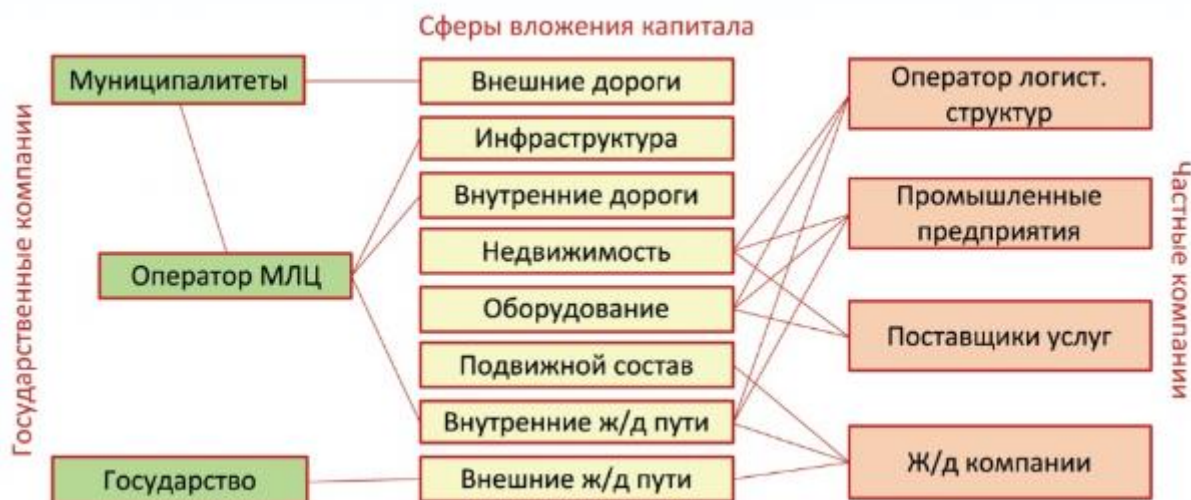 Сферы вложения капитала
Государственные компании
Муниципалитеты
Оператор МЛЦ
Государство
Внешние дороги
Инфраструктура
Внутренние дороги
Недвижимость
Оборудование
Подвижной состав
Внутренние ж/д пути
Внешние ж/д пути
Оператор логист.
структур
Промышленные
предприятия
Поставщики услуг
Ж/д компании
Частные компании